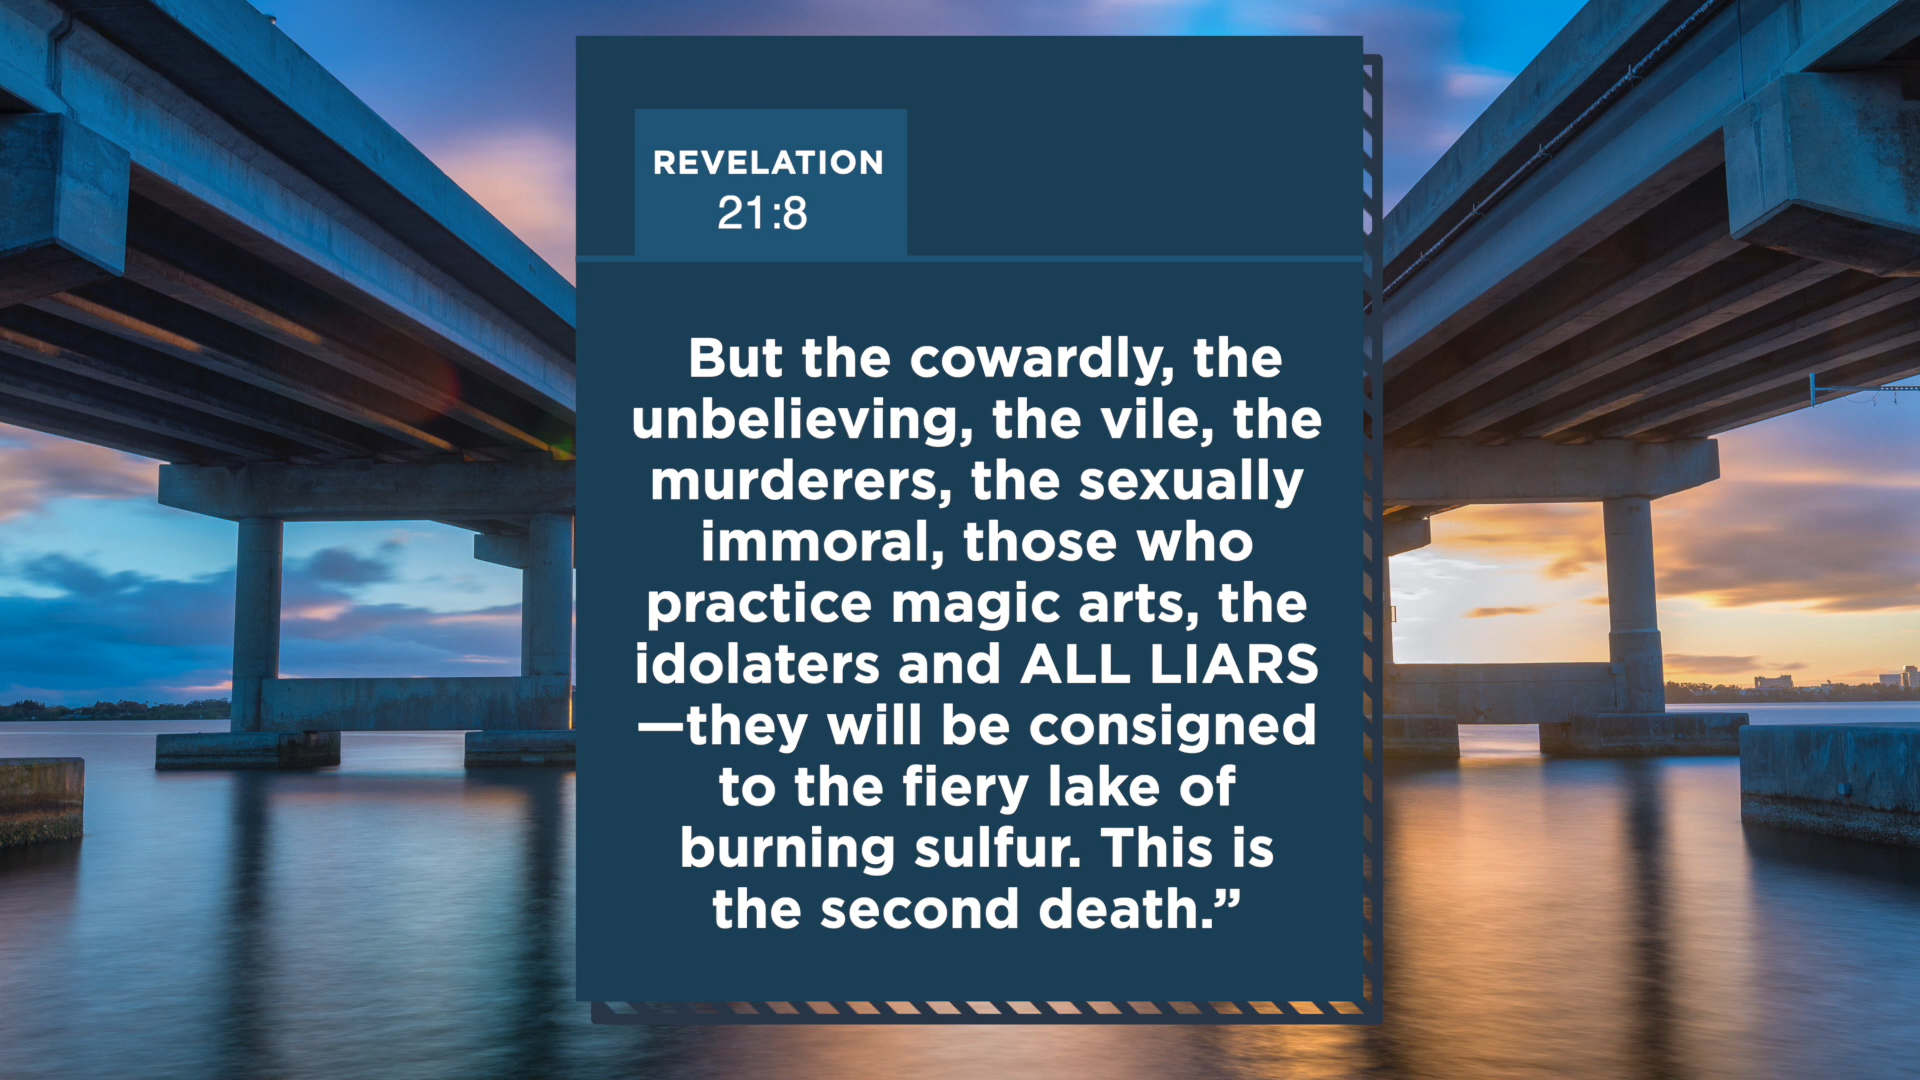 REVELATION
21:8
But the cowardly, the
unbelieving, the vile, the
murderers, the sexually
immoral, those who
practice magic arts, the
idolaters and ALL LIARS
—they will be consigned
to the fiery lake of
burning sulfur. This is
the second death.”